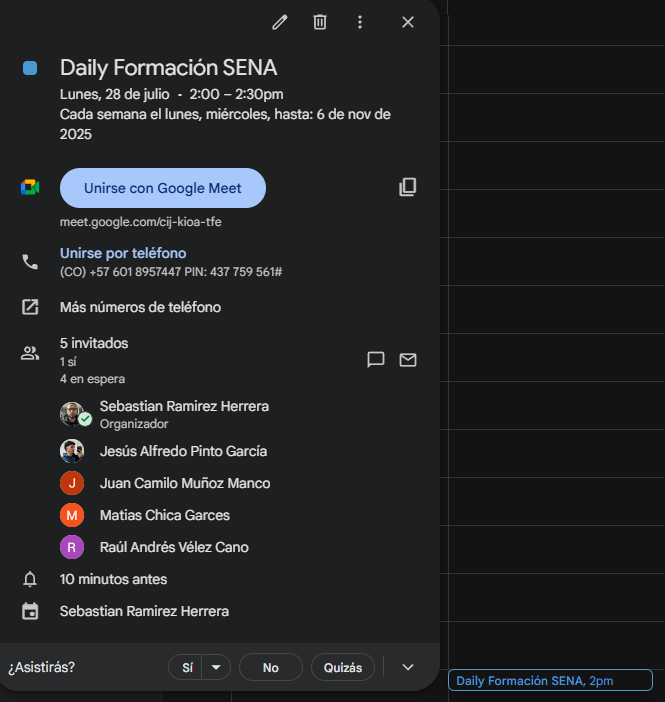 Daily Formación SENA
Lunes, 28 de julio · 2:00 – 2:30pm
Cada semana el lunes, miércoles, hasta: 6 de nov de
2025
Unirse con Google Meet
meet.google.com/cij-kioa-tfe
Unirse por teléfono
(CO) +57 601 8957447 PIN: 437 759 561#
Más números de teléfono
5 invitados
1 sí
4 en espera
Sebastian Ramirez Herrera
Organizador
Jesús Alfredo Pinto García
J Juan Camilo Muñoz Manco
M Matias Chica Garces
R Raúl Andrés Vélez Cano
10 minutos antes
Sebastian Ramirez Herrera
¿Asistirás? Sí No Quizás
Daily Formación SENA, 2pm